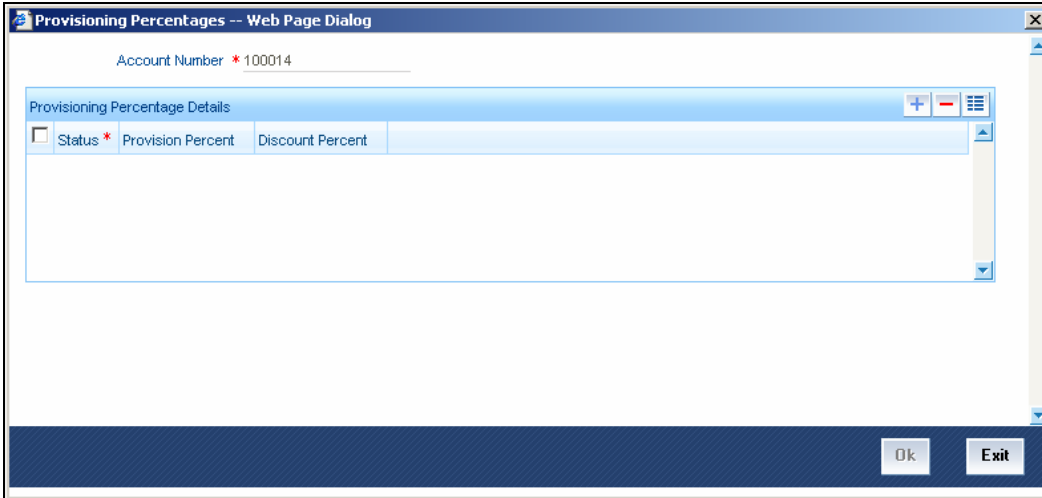 Provisioning Percentages -- Web Page Dialog
Account Number * 100014
Provisioning Percentage Details
Status * Provision Percent Discount Percent
Ok Exit